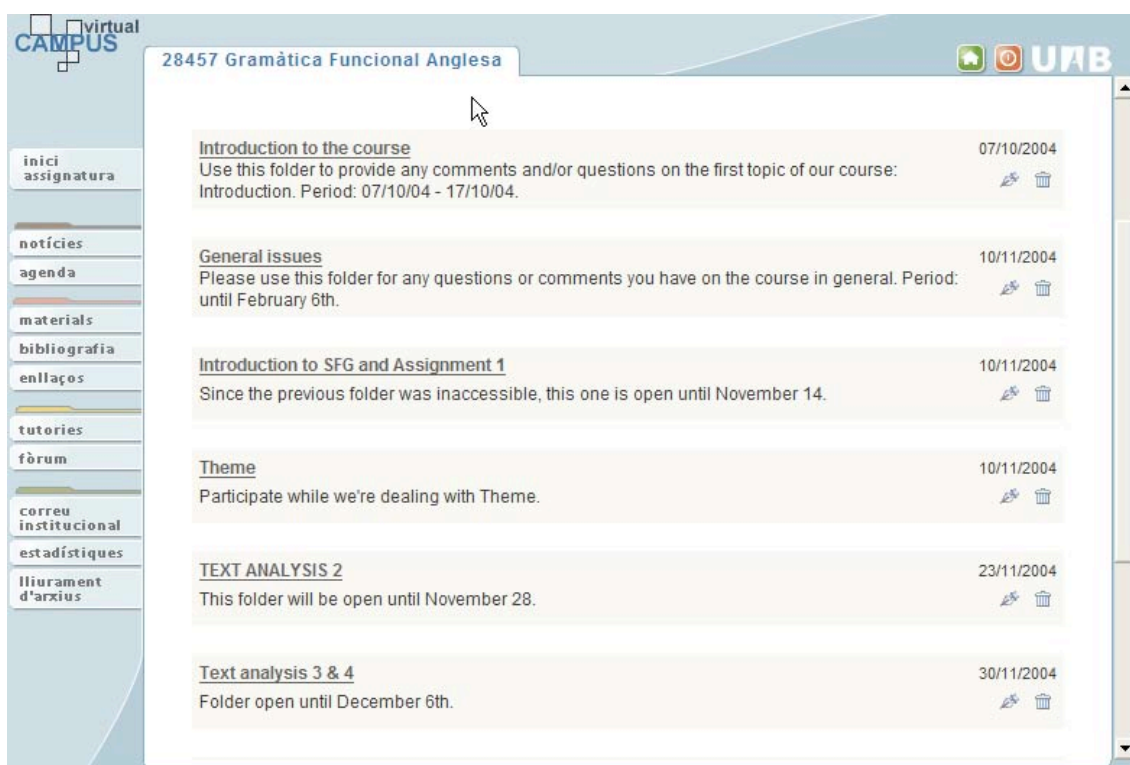 virtual
CAMPUS
28457 Gramàtica Funcional Anglesa
UAB
inici
assignatura
notícies
agenda
materials
bibliografia
enllaços
tutories
fòrum
correu
institucional
estadístiques
lliurament
d'arxius
Introduction to the course
07/10/2004
Use this folder to provide any comments and/or questions on the first topic of our course:
Introduction. Period: 07/10/04 - 17/10/04.
General issues
10/11/2004
Please use this folder for any questions or comments you have on the course in general. Period:
until February 6th.
Introduction to SFG and Assignment 1
10/11/2004
Since the previous folder was inaccessible, this one is open until November 14.
Theme
10/11/2004
Participate while we're dealing with Theme.
TEXT ANALYSIS 2
23/11/2004
This folder will be open until November 28.
Text analysis 3 & 4
30/11/2004
Folder open until December 6th.